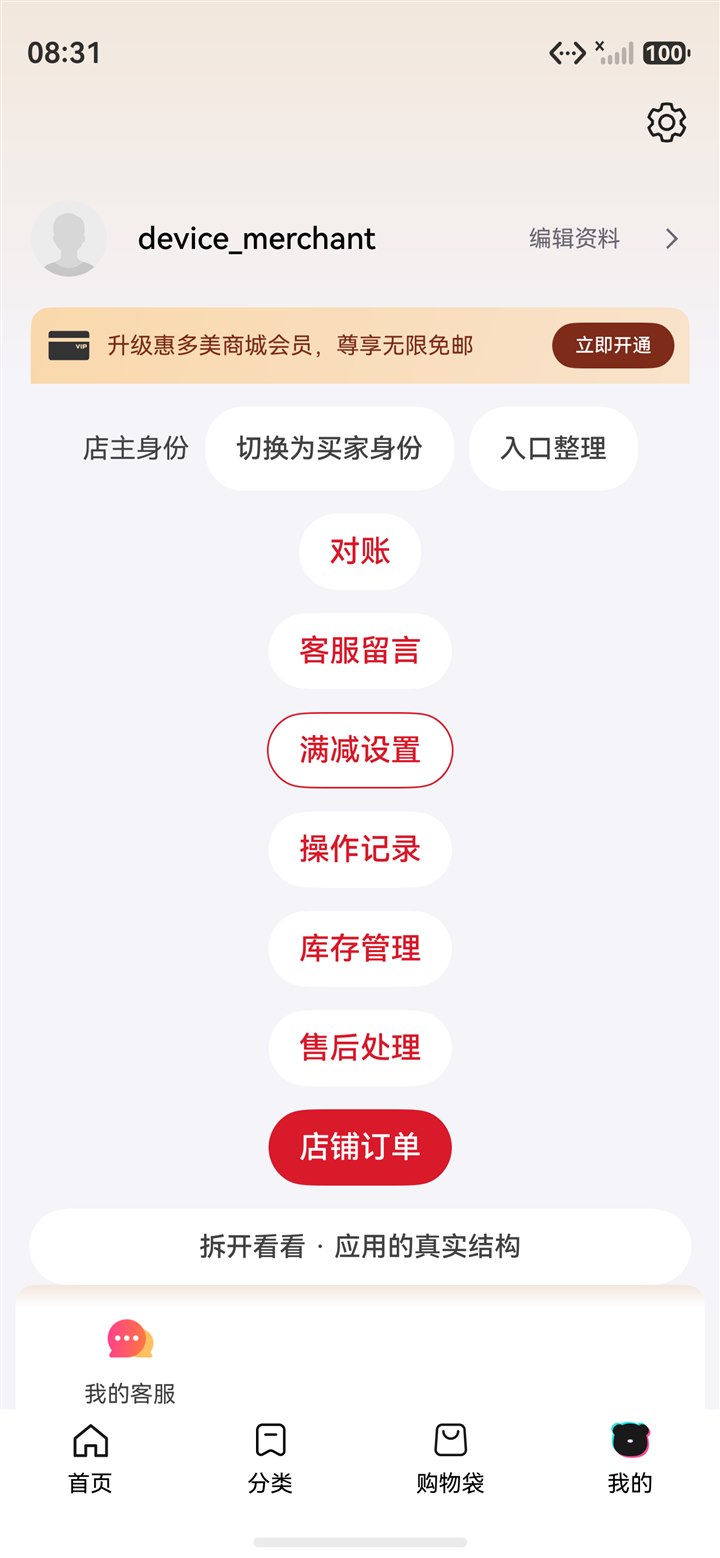 08:31
100
device_merchant
编辑资料
VIP
升级惠多美商城会员，尊享无限免邮
立即开通
店主身份
切换为买家身份
入口整理
对账
客服留言
满减设置
操作记录
库存管理
售后处理
店铺订单
拆开看看 · 应用的真实结构
我的客服
首页
分类
购物袋
我的